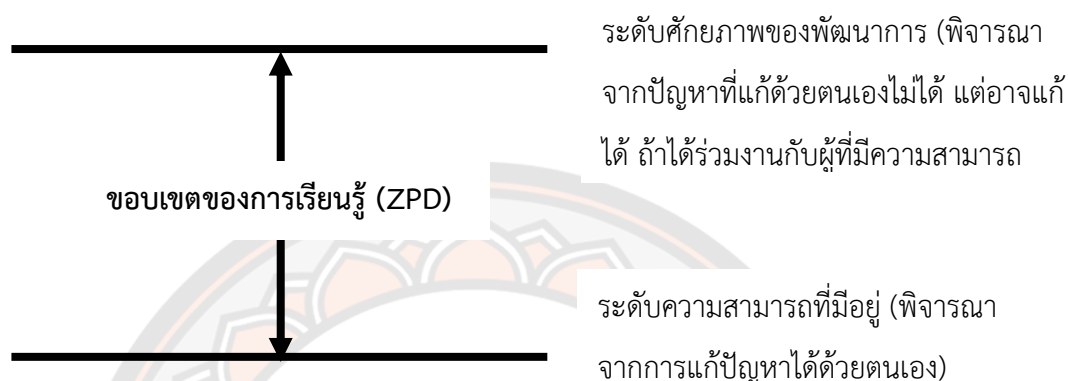 ระดับศักยภาพของพัฒนาการ (พิจารณา
จากปัญหาที่แก้ด้วยตนเองไม่ได้ แต่อาจแก้
ได้ ถ้าได้ร่วมงานกับผู้ที่มีความสามารถ
ขอบเขตของการเรียนรู้ (ZPD)
ระดับความสามารถที่มีอยู่ (พิจารณา
จากการแก้ปัญหาได้ด้วยตนเอง)